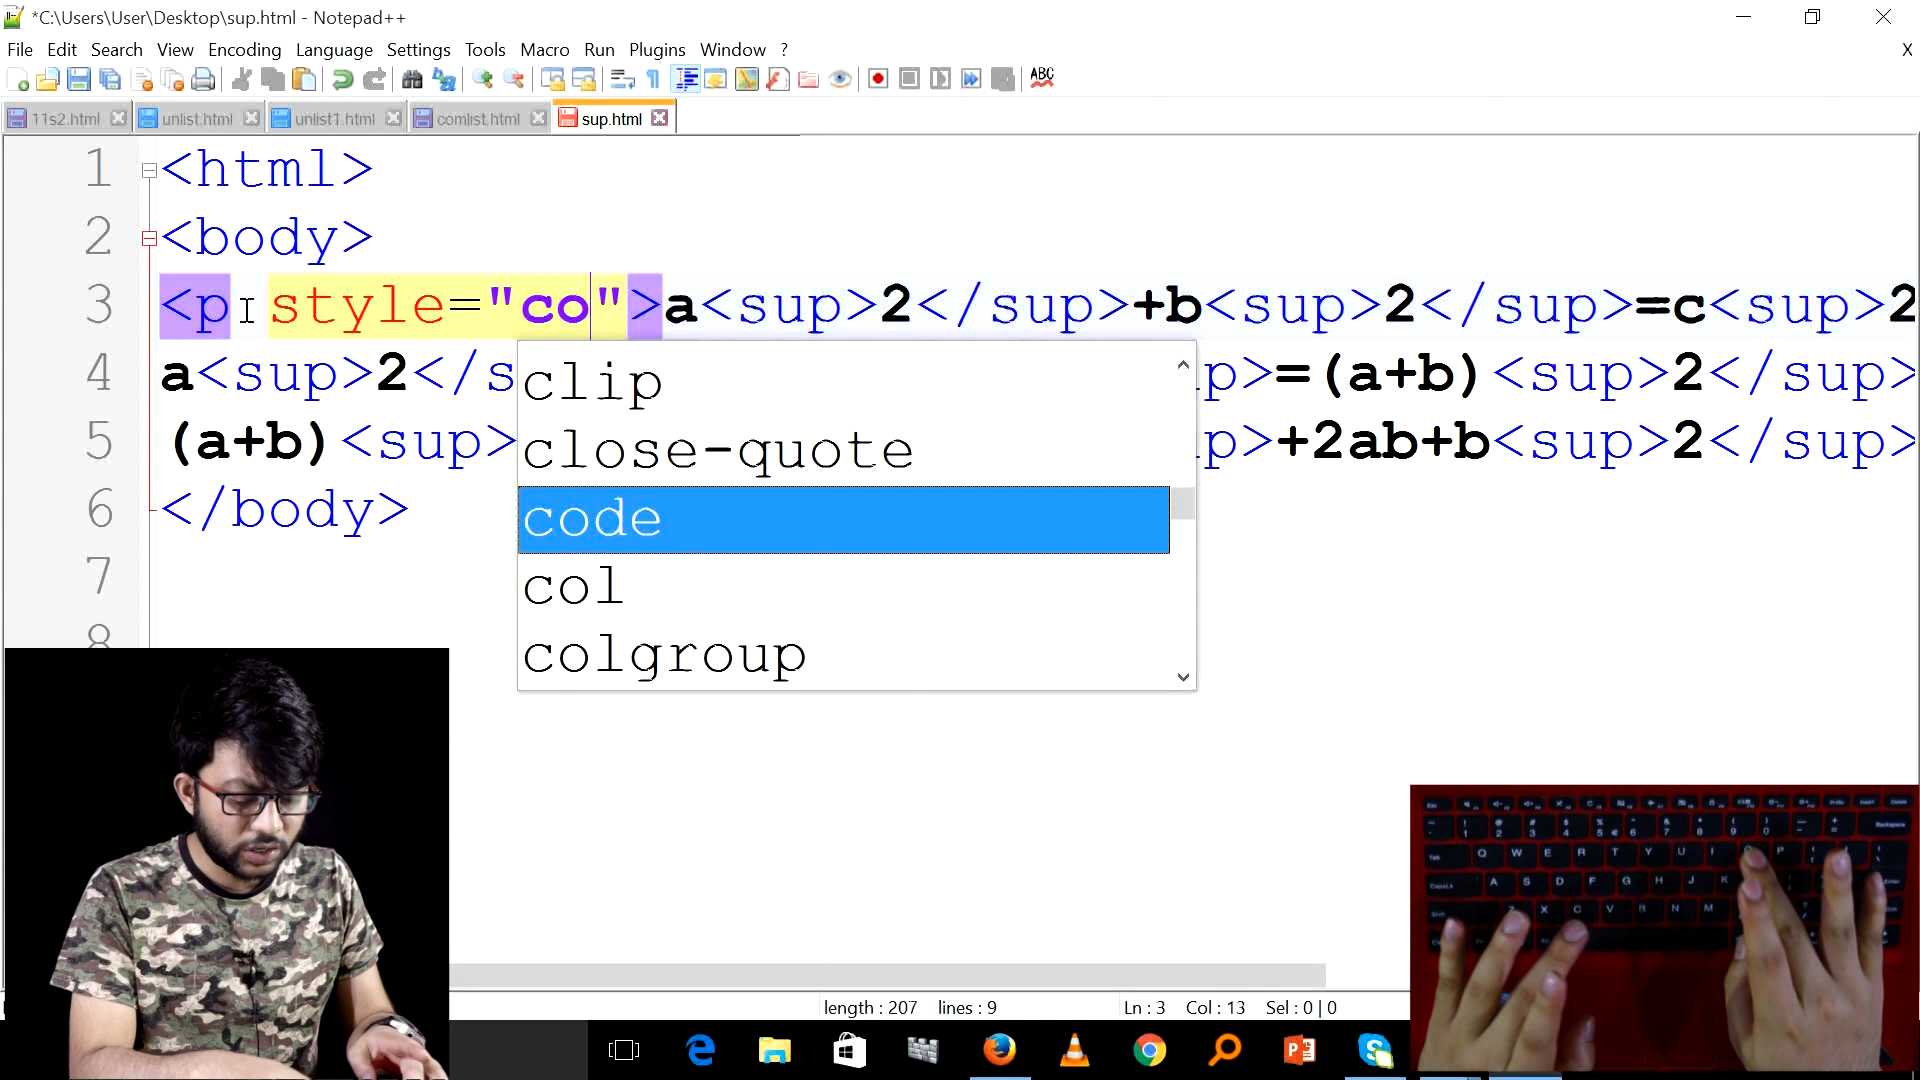 *C:\Users\User\Desktop\sup.html - Notepad++
File Edit Search View Encoding Language Settings Tools Macro Run Plugins Window ? X
ABC
11s2.html unlist.html unlist1.html comlist.html sup.html
1 <html>
2 <body>
3 <p style="co">a<sup>2</sup>+b<sup>2</sup>=c<sup>2
4 a<sup>2</s p>=(a+b)<sup>2</sup>
5 (a+b)<sup> p>+2ab+b<sup>2</sup>
6 </body>
7
8
clip
close-quote
code
col
colgroup
length : 207 lines : 9 Ln : 3 Col : 13 Sel : 0 | 0